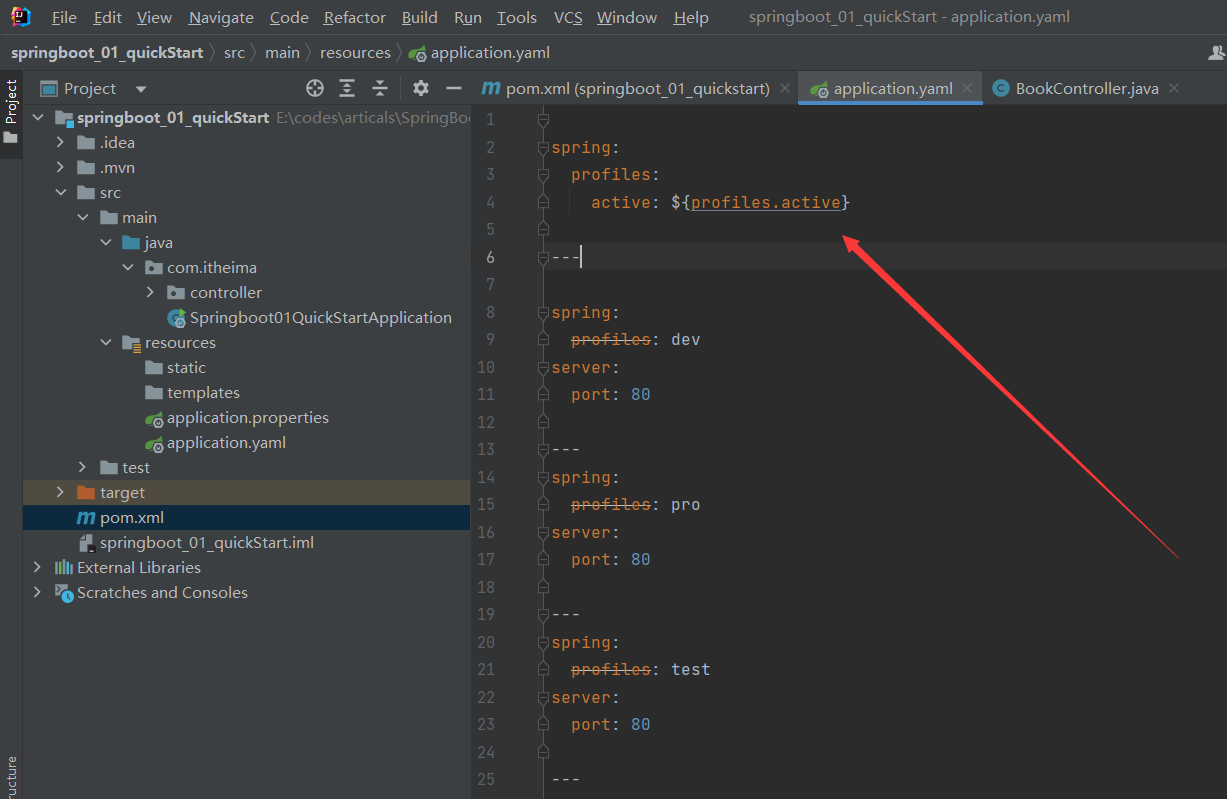 File Edit View Navigate Code Refactor Build Run Tools VCS Window Help springboot_01_quickStart - application.yaml
springboot_01_quickStart src main resources application.yaml
Project
Project
pom.xml (springboot_01_quickstart)
application.yaml
BookController.java
springboot_01_quickStart E:\codes\articals\SpringBoo
.idea
.mvn
src
main
java
com.itheima
controller
Springboot01QuickStartApplication
resources
static
templates
application.properties
application.yaml
test
target
pom.xml
springboot_01_quickStart.iml
External Libraries
Scratches and Consoles
ucture
1
2 spring:
3 profiles:
4 active: ${profiles.active}
5
6 ---
7
8 spring:
9 profiles: dev
10 server:
11 port: 80
12
13 ---
14 spring:
15 profiles: pro
16 server:
17 port: 80
18
19 ---
20 spring:
21 profiles: test
22 server:
23 port: 80
24
25 ---